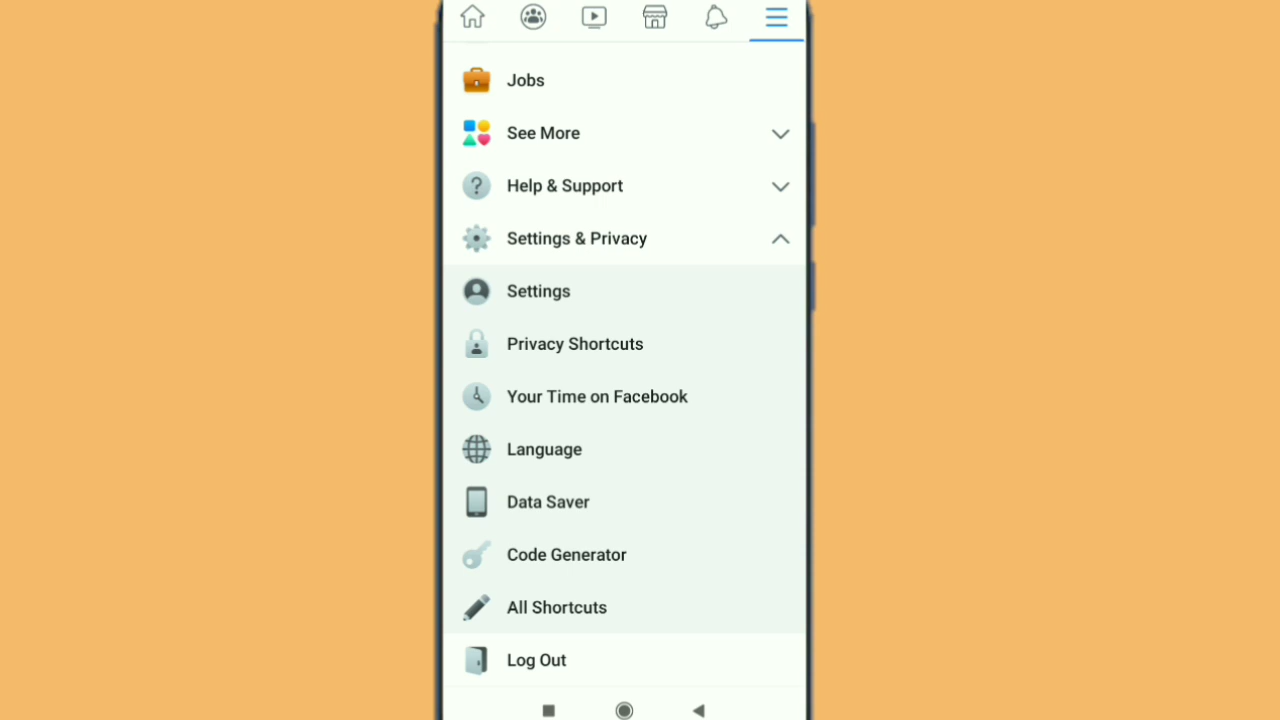 Jobs
See More
Help & Support
Settings & Privacy
Settings
Privacy Shortcuts
Your Time on Facebook
Language
Data Saver
Code Generator
All Shortcuts
Log Out